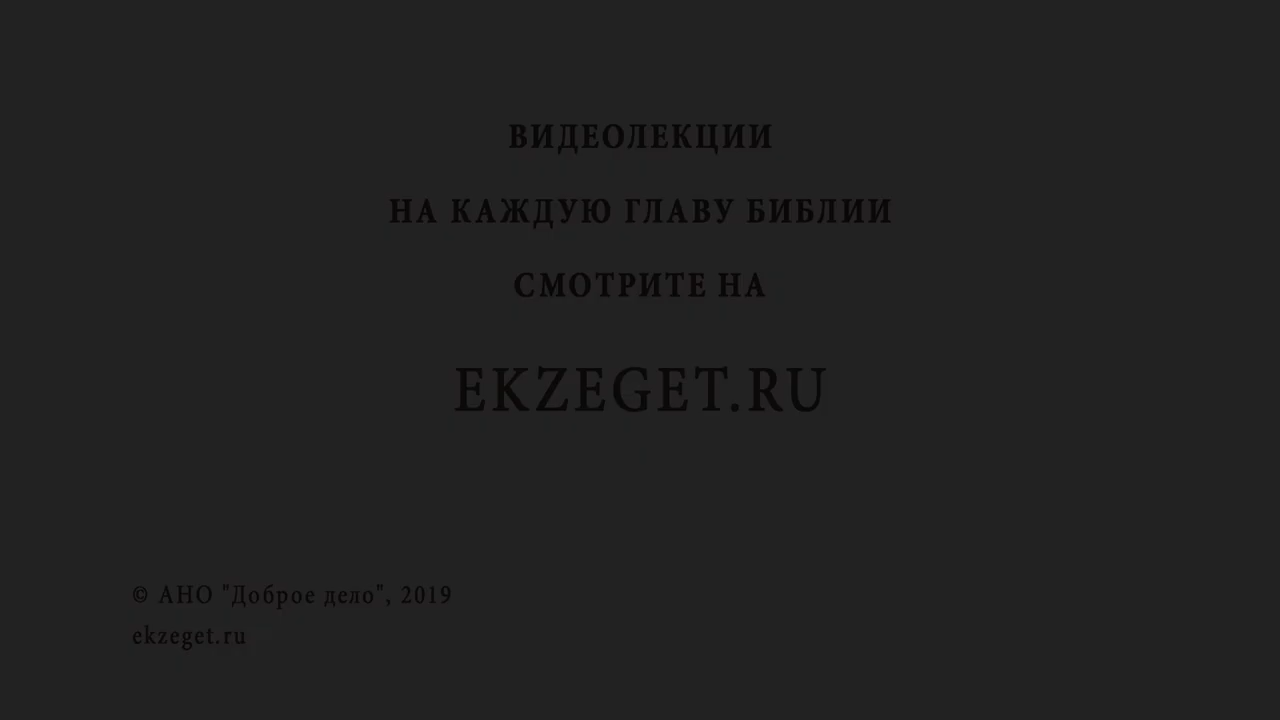 ВИДЕОЛЕКЦИИ
НА КАЖДУЮ ГЛАВУ БИБЛИИ
СМОТРИТЕ НА
EKZEGET.RU
© АНО "Доброе дело", 2019
ekzeget.ru